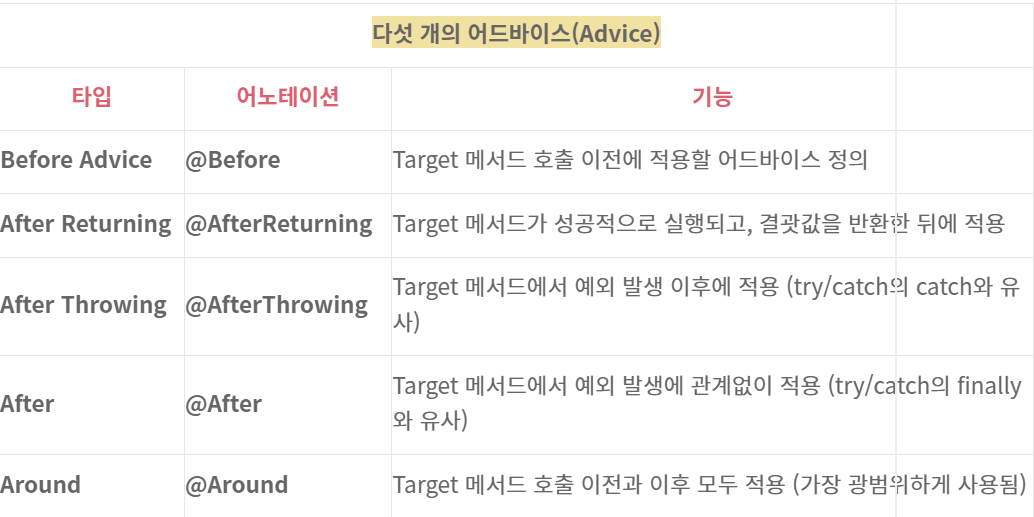 다섯 개의 어드바이스(Advice)
타입 어노테이션 기능
Before Advice @Before Target 메서드 호출 이전에 적용할 어드바이스 정의
After Returning @AfterReturning Target 메서드가 성공적으로 실행되고, 결괏값을 반환한 뒤에 적용
After Throwing @AfterThrowing Target 메서드에서 예외 발생 이후에 적용 (try/catch의 catch와 유
사)
After @After Target 메서드에서 예외 발생에 관계없이 적용 (try/catch의 finally
와 유사)
Around @Around Target 메서드 호출 이전과 이후 모두 적용 (가장 광범위하게 사용됨)